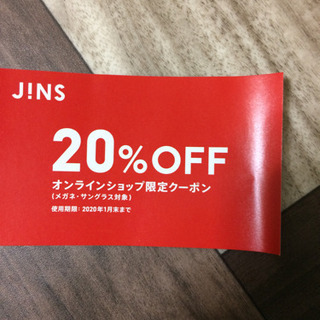 J!NS
20%OFF
オンラインショップ限定クーポン
(メガネ・サングラス対象)
使用期限：2020年1月末まで